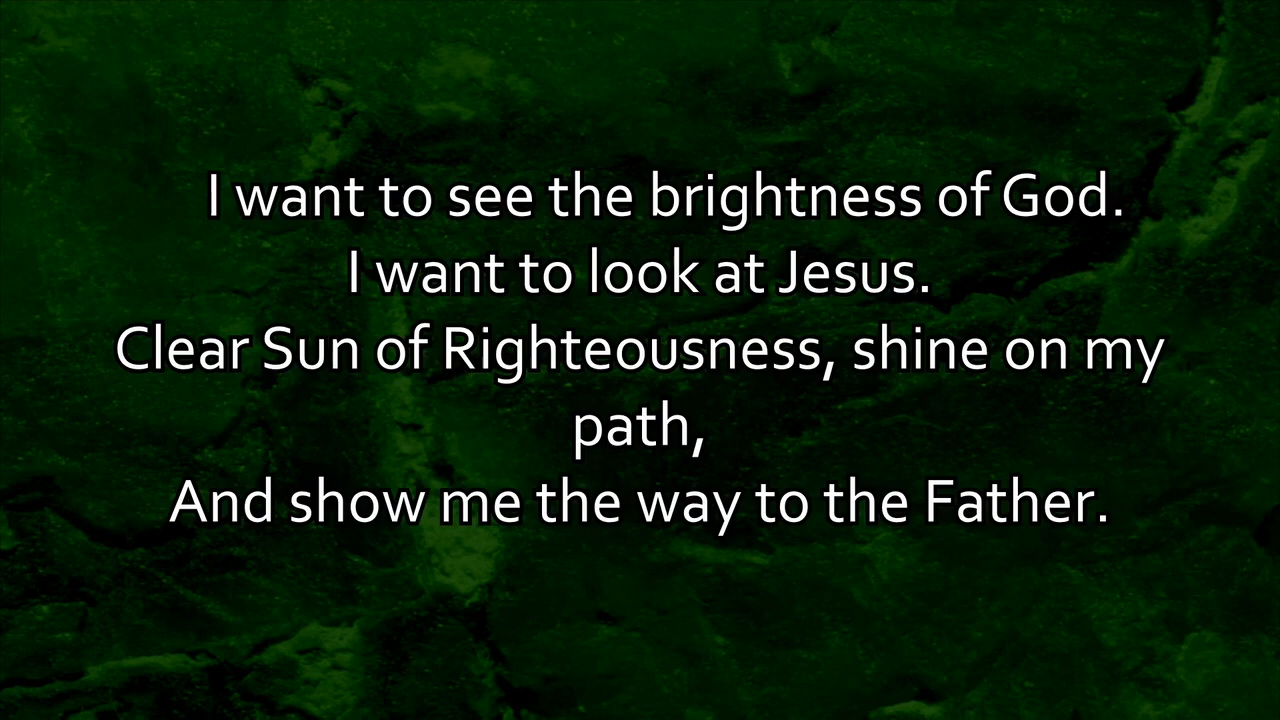 I want to see the brightness of God.
I want to look at Jesus.
Clear Sun of Righteousness, shine on my
path,
And show me the way to the Father.